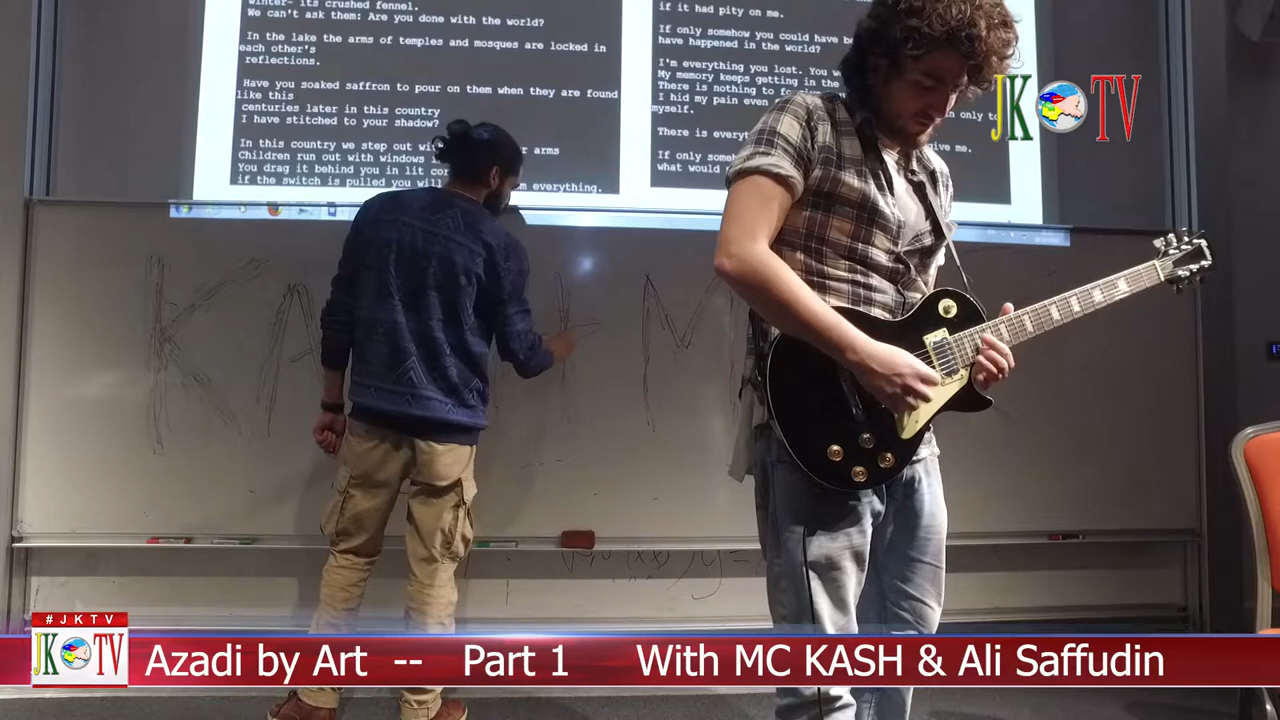 winter- its crushed fennel.
We can't ask them: Are you done with the world?
In the lake the arms of temples and mosques are locked in
each other's
reflections.
Have you soaked saffron to pour on them when they are found
like this
centuries later in this country
I have stitched to your shadow?
In this country we step out arms
Children run out with windows
You drag it behind you in lit
if the switch is pulled you will everything.
if it had pity on me.
If only somehow you could have
have happened in the world?
I'm everything you lost. You
My memory keeps getting in the
There is nothing to
I hid my pain even only to
myself.
There is give me.
If only
what would
JK TV
KA M
#JKTV
JK TV
Azadi by Art -- Part 1 With MC KASH & Ali Saffudin